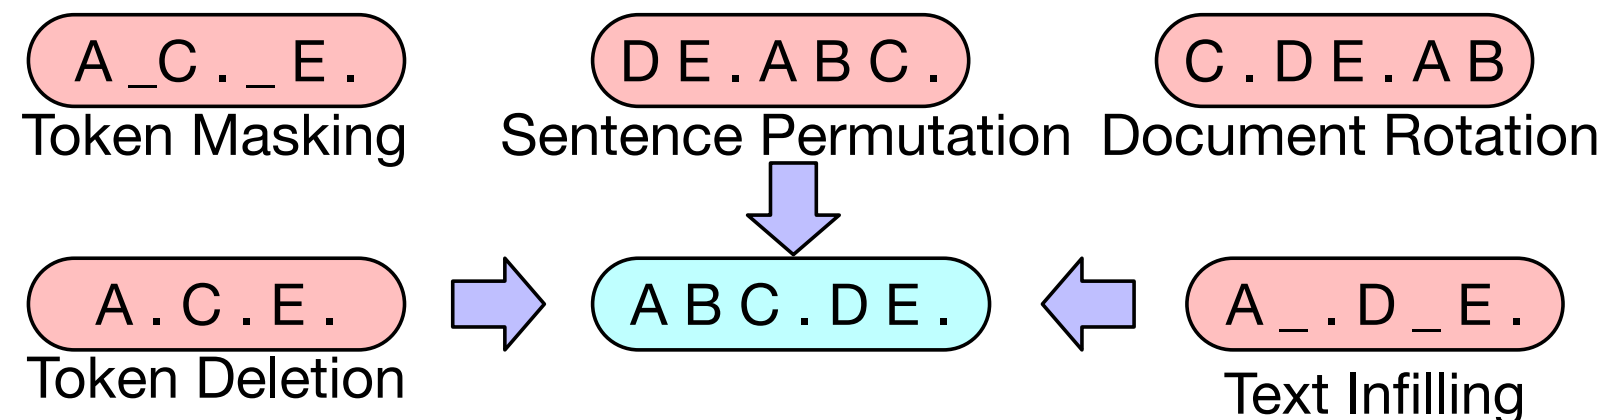 A _C . _ E .
D E . A B C .
C . D E . A B
Token Masking
Sentence Permutation
Document Rotation
A . C . E .
A B C . D E .
A _ . D _ E .
Token Deletion
Text Infilling